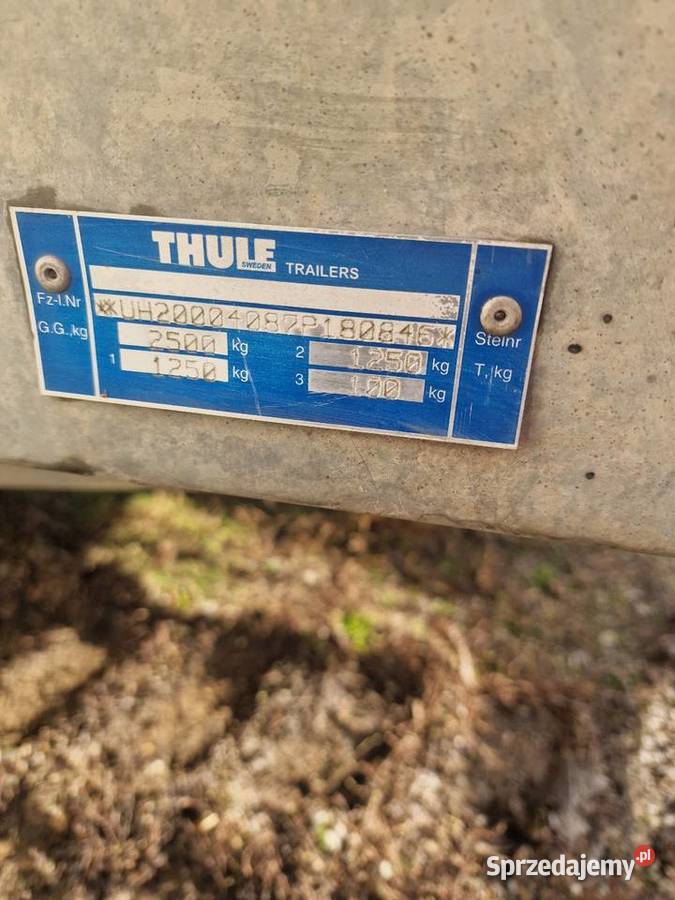 THULE
SWEDEN
TRAILERS
Fz-I.Nr
*UH20004087P180846*
Stelnr
G.G.,kg
2500 kg
2 1250 kg
T, kg
1 1250 kg
3 100 kg
Sprzedajemy.pl